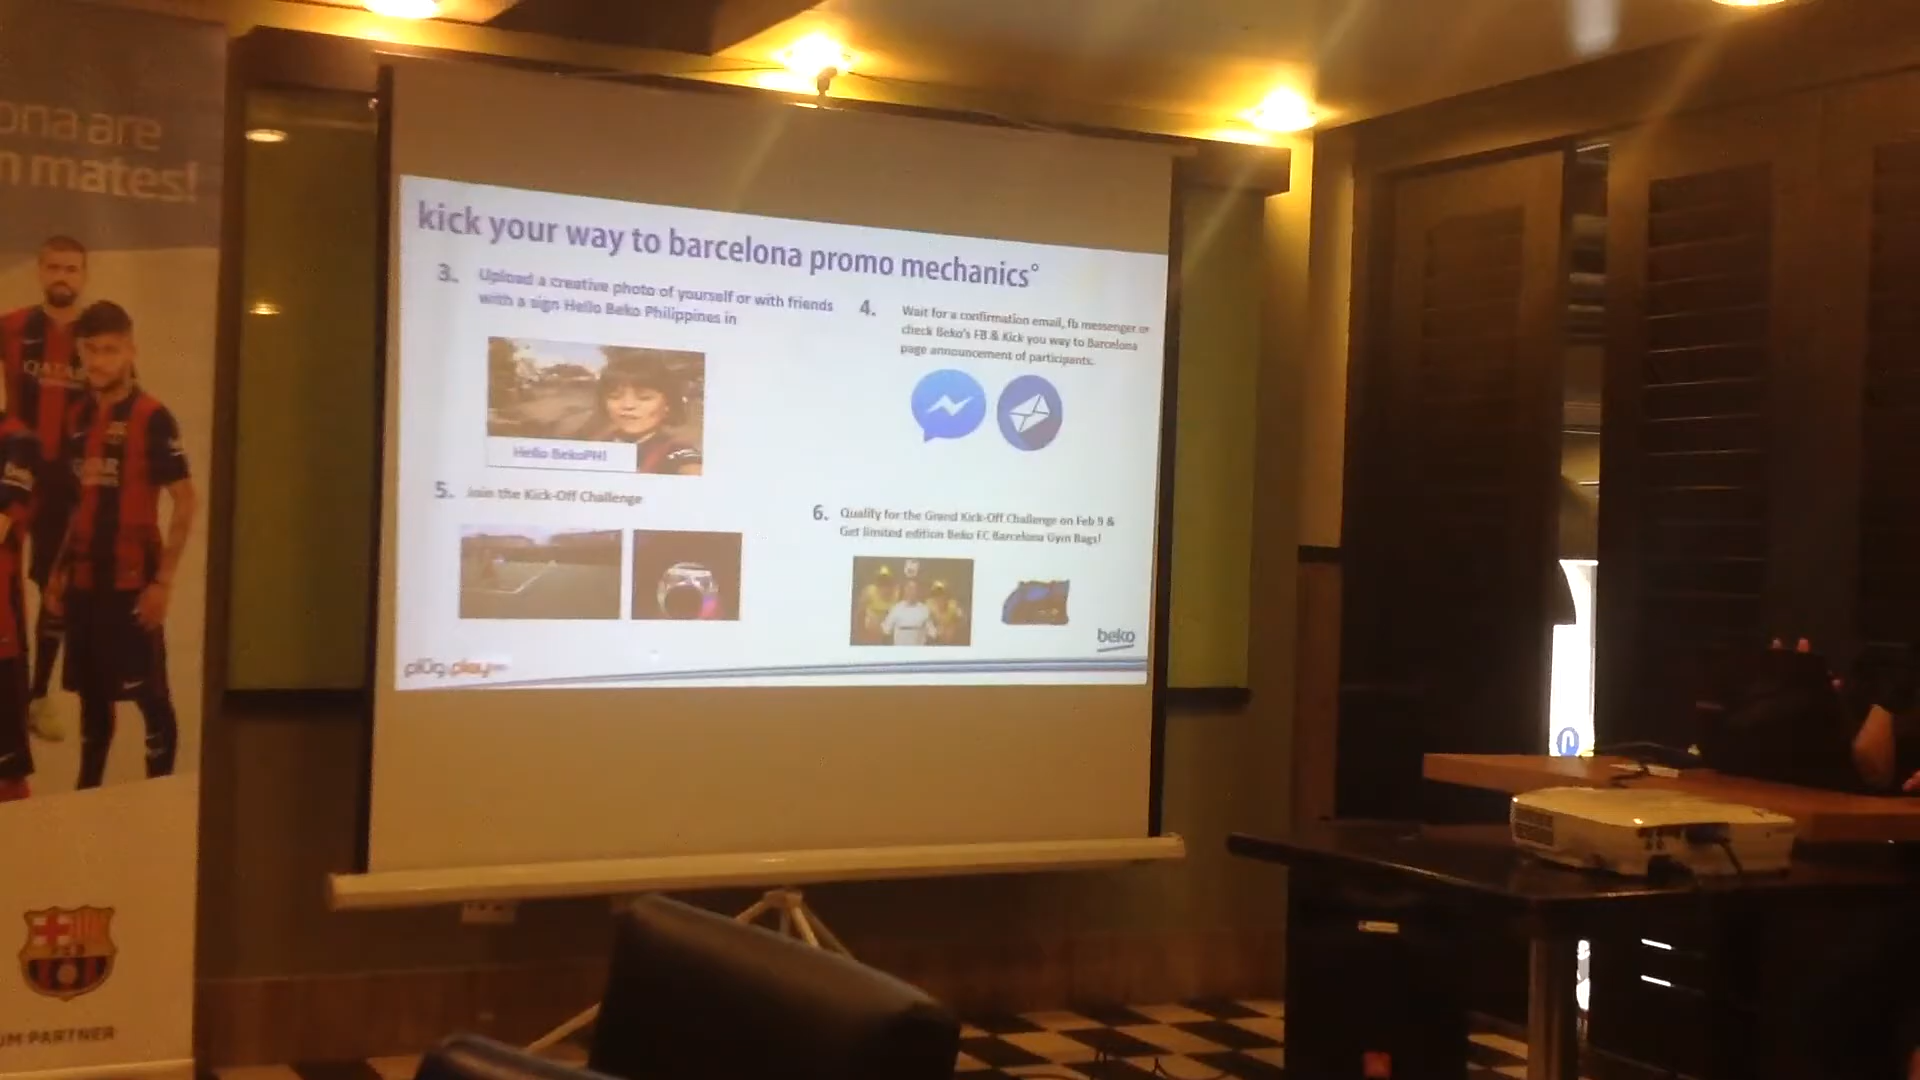 ona are
mates!
QATAR
kick your way to barcelona promo mechanics°
3. Upload a creative photo of yourself or with friends
with a sign Hello Beko Philippines in
Hello BekoPH!
4. Wait for a confirmation email, fb messenger or
check Beko's FB & Kick you way to Barcelona
page announcement of participants.
5. Join the Kick-Off Challenge
6. Qualify for the Grand Kick-Off Challenge on Feb 9 &
Get limited edition Beko FC Barcelona Gym Bags!
plug play
beko
UM PARTNER